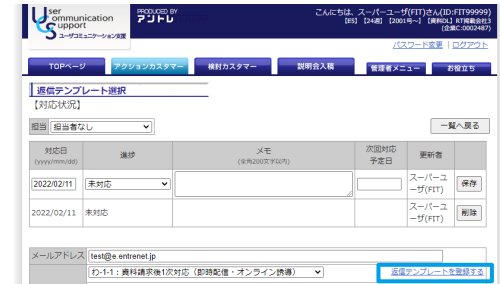 User Communication Support
ユーザコミュニケーション支援
PRODUCED BY
アントレ
こんにちは、スーパーユーザ(FIT)さん(ID:FIT99999)
[ES] 【24週】 【2001号~】 【資料DL】 RT掲載会社3
(企業C:0002487)
パスワード変更 | ログアウト
TOPページ アクションカスタマー 検討カスタマー 説明会入稿 管理者メニュー お役立ち
返信テンプレート選択
【対応状況】
担当 担当者なし 一覧へ戻る
対応日 (yyyy/mm/dd) 進捗 メモ (全角200文字以内) 次回対応予定日 更新者
2022/02/11 未対応 スーパーユーザ(FIT) 保存
2022/02/11 未対応 スーパーユーザ(FIT) 削除
メールアドレス test@e.entrenet.jp
わ-1-1：資料請求後1次対応（即時配信・オンライン誘導） 返信テンプレートを登録する